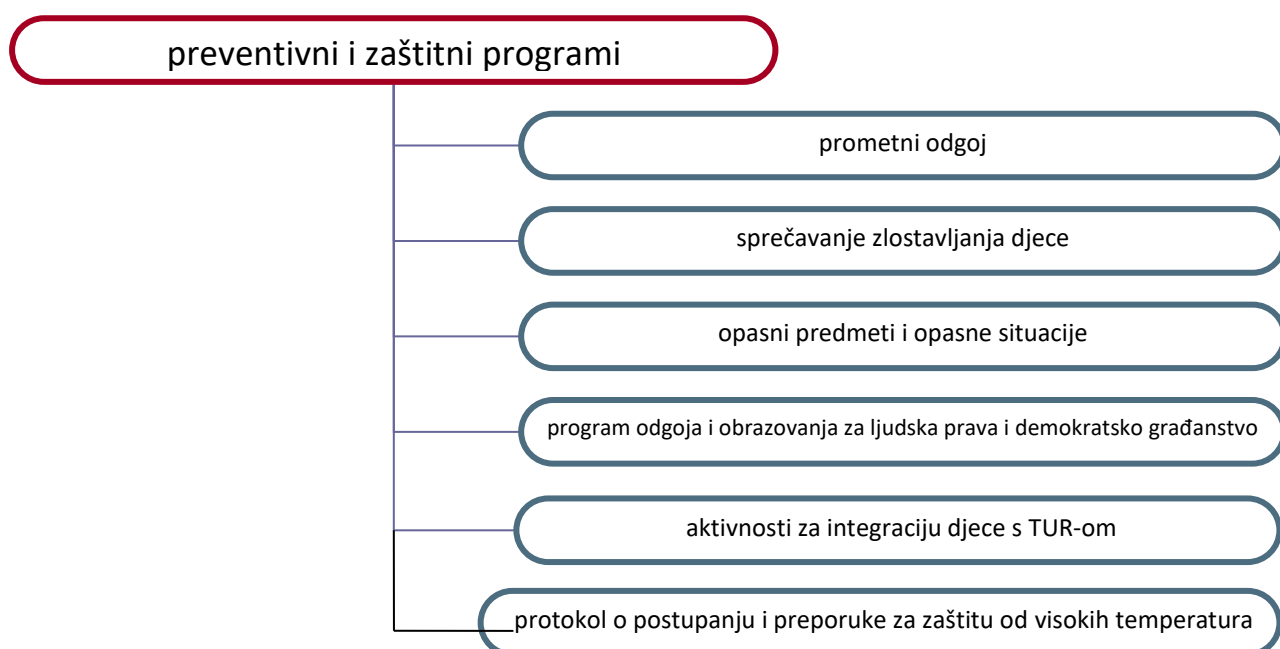 preventivni i zaštitni programi
prometni odgoj
sprečavanje zlostavljanja djece
opasni predmeti i opasne situacije
program odgoja i obrazovanja za ljudska prava i demokratsko građanstvo
aktivnosti za integraciju djece s TUR-om
protokol o postupanju i preporuke za zaštitu od visokih temperatura